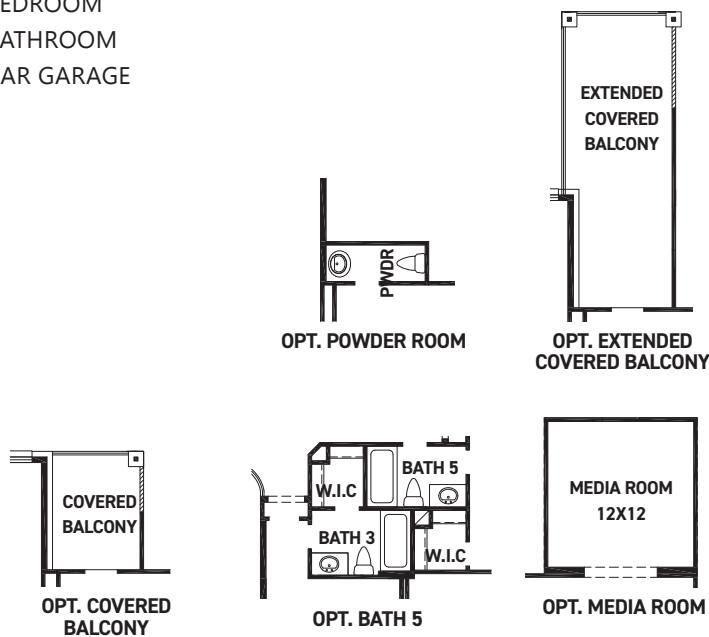 EDROOM
ATHROOM
AR GARAGE
EXTENDED
COVERED
BALCONY
PWDR
OPT. POWDER ROOM
OPT. EXTENDED
COVERED BALCONY
COVERED
BALCONY
OPT. COVERED
BALCONY
BATH 5
W.I.C
BATH 3
W.I.C
OPT. BATH 5
MEDIA ROOM
12X12
OPT. MEDIA ROOM